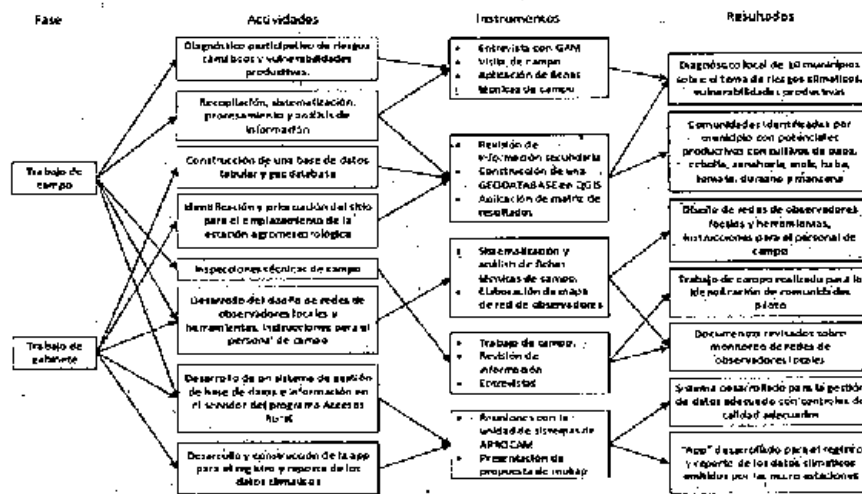 Fase
Actividades
Instrumentos
Resultados
Trabajo de
campo
Trabajo de
gabinete
Diagnóstico participativo de riesgos
climáticos y vulnerabilidades
productivas.
Recopilación, sistematización,
procesamiento y análisis de
información
Construcción de una base de datos
tabular y geodatabase
Identificación y priorización del sitio
para el emplazamiento de la
estación agrometeorológica
Inspecciones técnicas de campo
Desarrollo del diseño de redes de
observadores locales y
herramientas, instrucciones para el
personal de campo
Desarrollo de un sistema de gestión
de base de datos e información en
el servidor del programa Accesos
Rural
Desarrollo y construcción de la app
para el registro y reporte de los
datos climáticos
• Entrevista con GAM
• Visita de campo
• Aplicación de fichas
técnicas de campo
• Revisión de
información secundaria
• Construcción de una
GEODATABASE en QGIS
• Aplicación de matriz de
resultados
• Sistematización y
análisis de fichas
técnicas de campo.
• Elaboración de mapa
de red de observadores
• Trabajo de campo.
• Revisión de
información
• Entrevistas
• Reuniones con la
unidad de sistemas de
• Presentación de
propuesta de
Diagnóstico local de 10 municipios
sobre el tema de riesgos climáticos,
vulnerabilidades productivas
Comunidades identificadas por
municipio con potenciales
productivos con cultivos de papa,
cebolla, zanahoria, maíz, haba,
tomate, durazno y manzana
Diseño de redes de observadores
locales y herramientas,
instrucciones para el personal de
campo
Trabajo de campo realizado para la
identificación de comunidades
piloto
Documentos revisados sobre
monitoreo de redes de
observadores locales
Sistema desarrollado para la gestión
de datos adecuado con controles de
calidad adecuados
"App" desarrollado para el registro
y reporte de los datos climáticos
emitidos por las micro estaciones